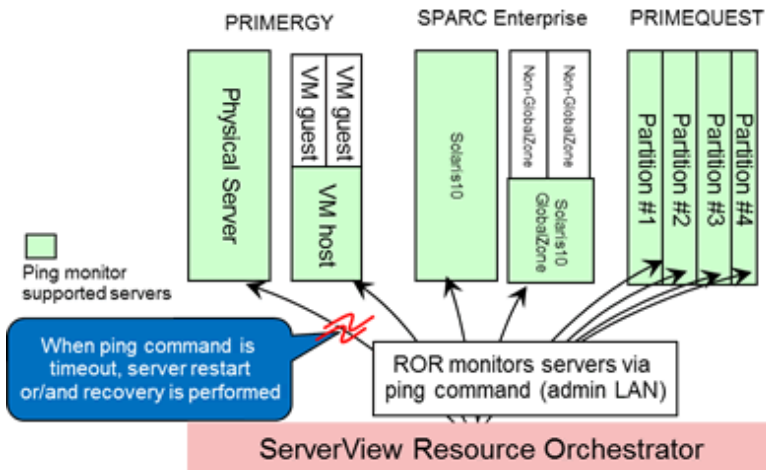 PRIMERGY
SPARC Enterprise
PRIMEQUEST
Physical Server
VM guest
VM guest
VM host
Solaris10
Non-GlobalZone
Non-GlobalZone
Solaris10
GlobalZone
Partition #1
Partition #2
Partition #3
Partition #4
Ping monitor
supported servers
When ping command is
timeout, server restart
or/and recovery is performed
ROR monitors servers via
ping command (admin LAN)
ServerView Resource Orchestrator